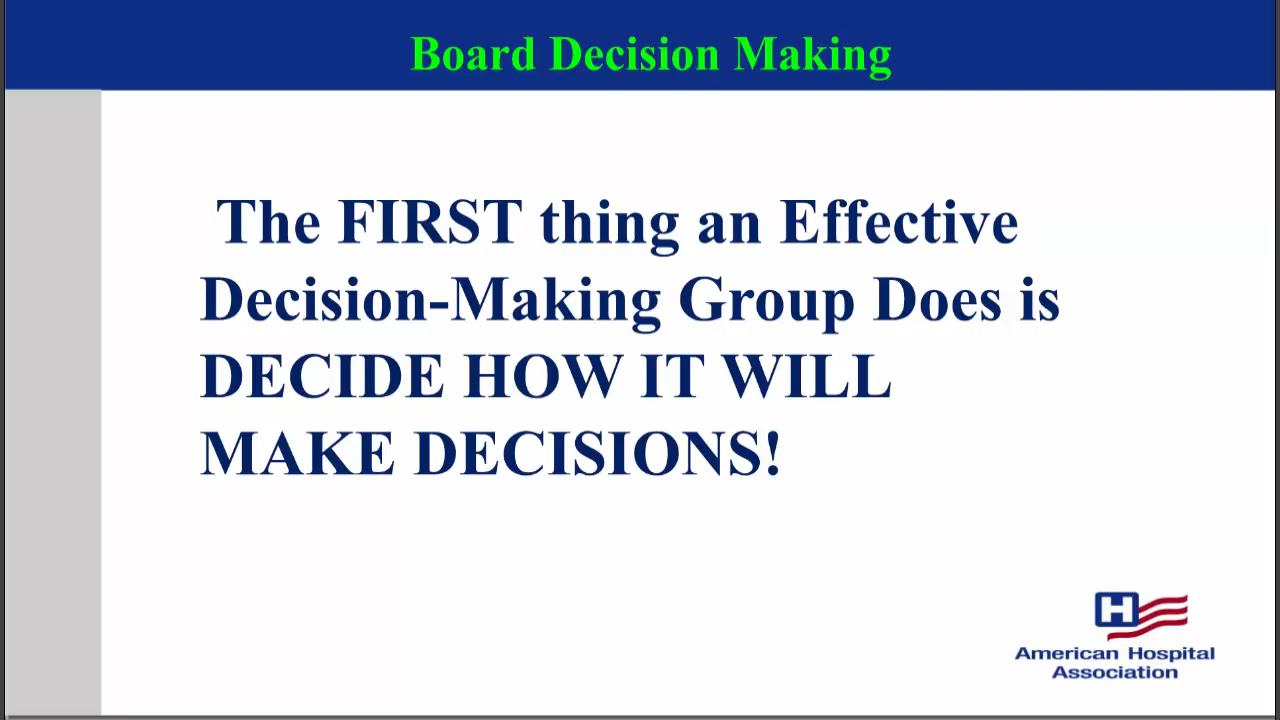 Board Decision Making
The FIRST thing an Effective
Decision-Making Group Does is
DECIDE HOW IT WILL
MAKE DECISIONS!
H
American Hospital
Association